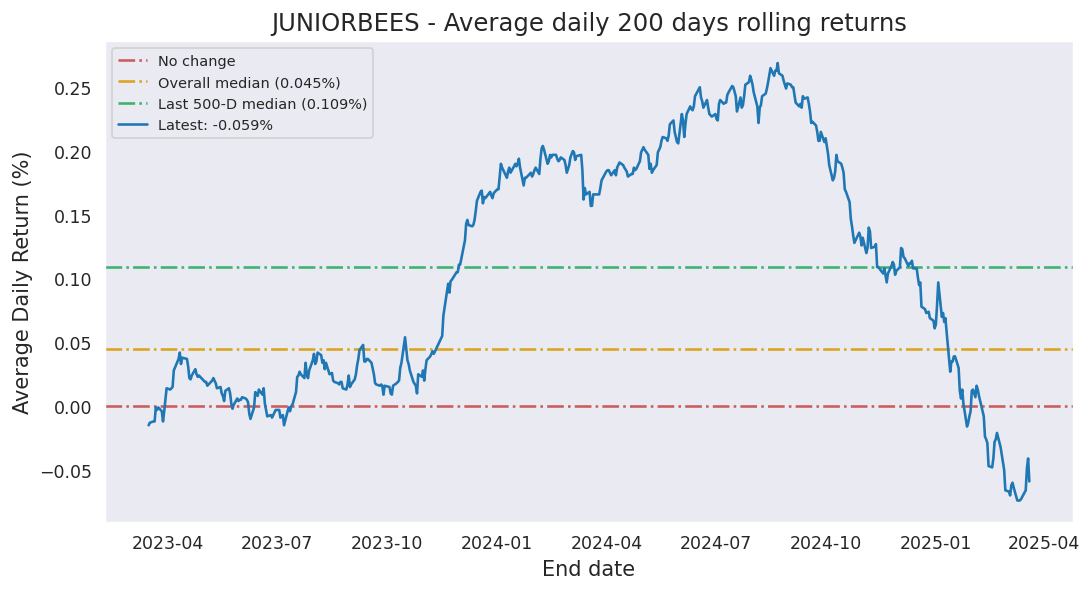 JUNIORBEES - Average daily 200 days rolling returns
No change
Overall median (0.045%)
Last 500-D median (0.109%)
Latest: -0.059%
Average Daily Return (%)
0.25
0.20
0.15
0.10
0.05
0.00
−0.05
2023-04 2023-07 2023-10 2024-01 2024-04 2024-07 2024-10 2025-01 2025-04
End date